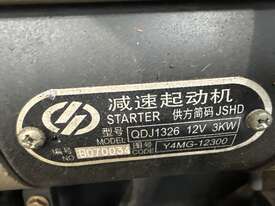 减速起动机
STARTER 供方简码 JSHD
型号 MODEL QDJ1326 12V 3KW
编号 NO 8070034 图号 CODE Y4MG-12300